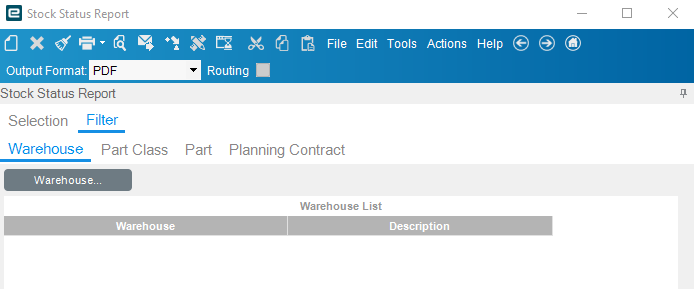 Stock Status Report
File Edit Tools Actions Help
Output Format: PDF Routing
Stock Status Report
Selection Filter
Warehouse Part Class Part Planning Contract
Warehouse...
Warehouse List
Warehouse Description